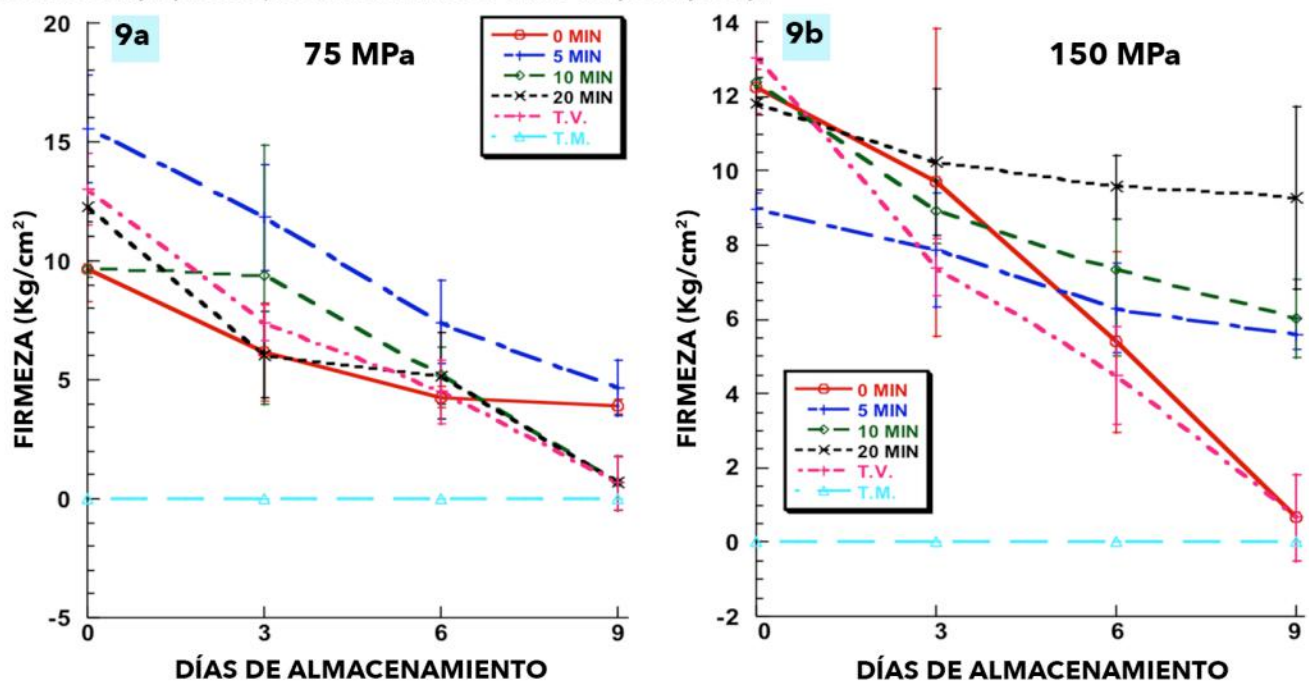 9a
75 MPa
0 MIN
5 MIN
10 MIN
20 MIN
T.V.
T.M.
FIRMEZA (Kg/cm²)
20
15
10
5
0
-5
0 3 6 9
DÍAS DE ALMACENAMIENTO
9b
150 MPa
0 MIN
5 MIN
10 MIN
20 MIN
T.V.
T.M.
FIRMEZA (Kg/cm²)
14
12
10
8
6
4
2
0
-2
0 3 6 9
DÍAS DE ALMACENAMIENTO